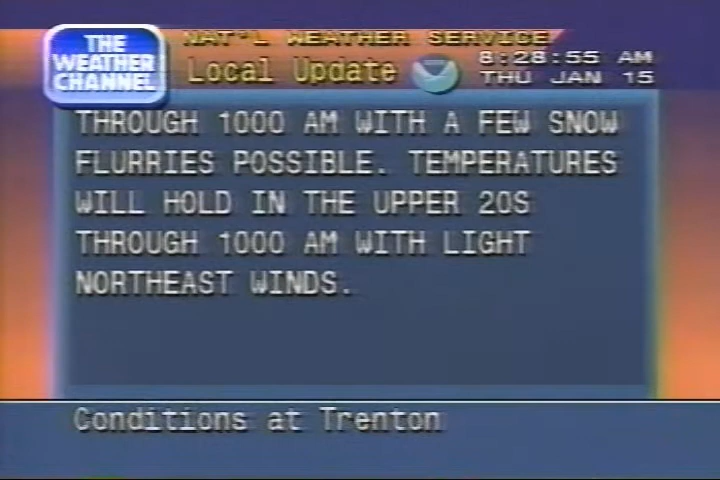 THE
WEATHER
CHANNEL
NAT'L WEATHER SERVICE
Local Update
8:28:55 AM
THU JAN 15
THROUGH 1000 AM WITH A FEW SNOW
FLURRIES POSSIBLE. TEMPERATURES
WILL HOLD IN THE UPPER 20S
THROUGH 1000 AM WITH LIGHT
NORTHEAST WINDS.
Conditions at Trenton